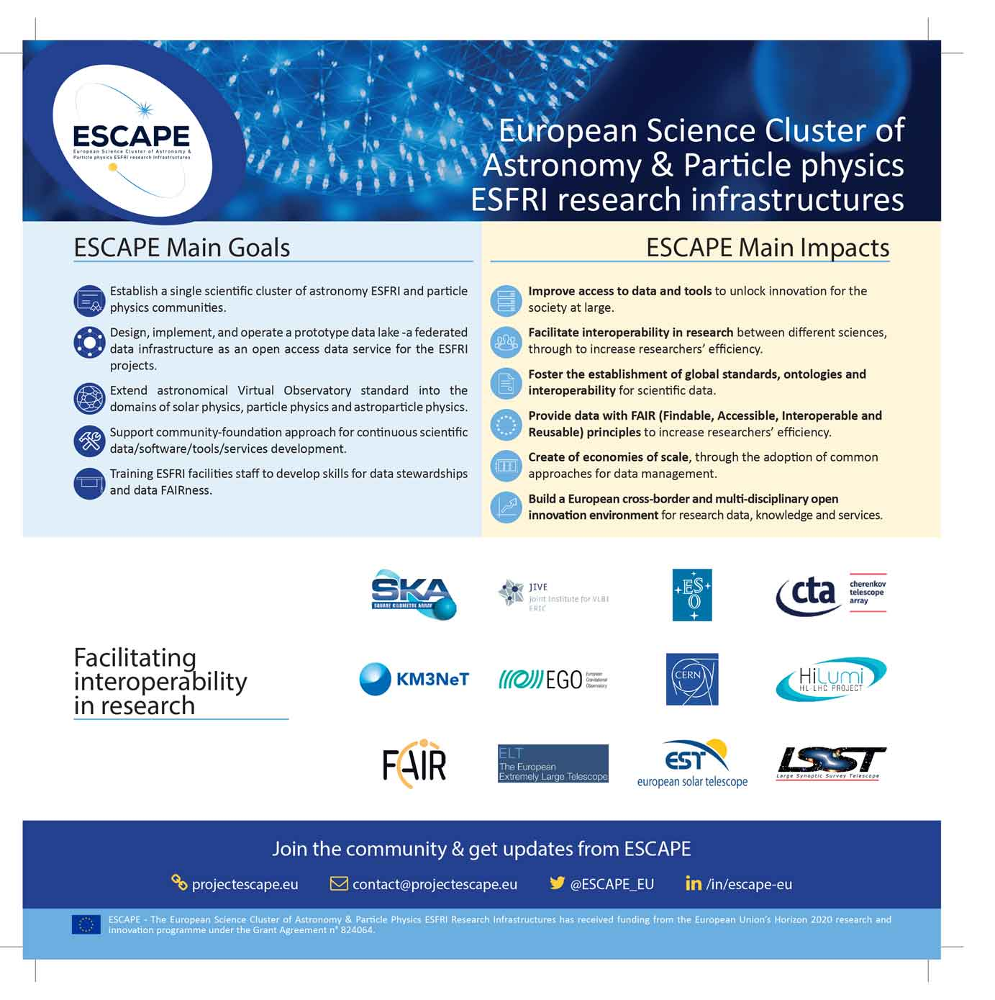 ESCAPE
European Science Cluster of Astronomy &
Particle physics ESFRI research Infrastructures
European Science Cluster of
Astronomy & Particle physics
ESFRI research infrastructures
ESCAPE Main Goals
Establish a single scientific cluster of astronomy ESFRI and particle
physics communities.
Design, implement, and operate a prototype data lake -a federated
data infrastructure as an open access data service for the ESFRI
projects.
Extend astronomical Virtual Observatory standard into the
domains of solar physics, particle physics and astroparticle physics.
Support community-foundation approach for continuous scientific
data/software/tools/services development.
Training ESFRI facilities staff to develop skills for data stewardships
and data FAIRness.
ESCAPE Main Impacts
Improve access to data and tools to unlock innovation for the
society at large.
Facilitate interoperability in research between different sciences,
through to increase researchers' efficiency.
Foster the establishment of global standards, ontologies and
interoperability for scientific data.
Provide data with FAIR (Findable, Accessible, Interoperable and
Reusable) principles to increase researchers' efficiency.
Create of economies of scale, through the adoption of common
approaches for data management.
Build a European cross-border and multi-disciplinary open
innovation environment for research data, knowledge and services.
Facilitating
interoperability
in research
SKA
SQUARE KILOMETRE ARRAY
JIVE
Joint Institute for VLBI
ERIC
ES
O
cta
cherenkov
telescope
array
KM3NeT
EGO
European
Gravitational
Observatory
CERN
HiLumi
HL-LHC PROJECT
FAIR
ELT
The European
Extremely Large Telescope
EST
european solar telescope
LSST
Large Synoptic Survey Telescope
Join the community & get updates from ESCAPE
projectescape.eu
contact@projectescape.eu
@ESCAPE_EU
in /in/escape-eu
ESCAPE - The European Science Cluster of Astronomy & Particle Physics ESFRI Research Infrastructures has received funding from the European Union's Horizon 2020 research and
innovation programme under the Grant Agreement n° 824064.